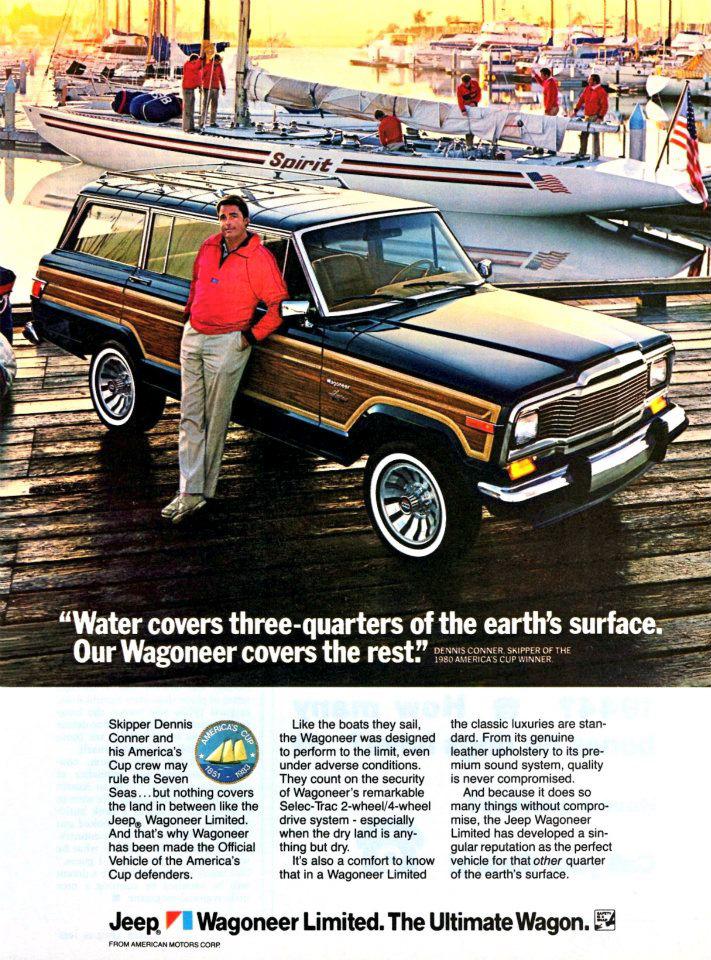 Spirit
Wagoneer
"Water covers three-quarters of the earth's surface.
Our Wagoneer covers the rest."
DENNIS CONNER, SKIPPER OF THE
1980 AMERICA'S CUP WINNER.
Skipper Dennis
Conner and
his America's
Cup crew may
rule the Seven
Seas...but nothing covers
the land in between like the
Jeep® Wagoneer Limited.
And that's why Wagoneer
has been made the Official
Vehicle of the America's
Cup defenders.
AMERICA'S CUP
1851 - 1983
Like the boats they sail,
the Wagoneer was designed
to perform to the limit, even
under adverse conditions.
They count on the security
of Wagoneer's remarkable
Selec-Trac 2-wheel/4-wheel
drive system - especially
when the dry land is any-
thing but dry.
It's also a comfort to know
that in a Wagoneer Limited
the classic luxuries are stan-
dard. From its genuine
leather upholstery to its pre-
mium sound system, quality
is never compromised.
And because it does so
many things without compro-
mise, the Jeep Wagoneer
Limited has developed a sin-
gular reputation as the perfect
vehicle for that other quarter
of the earth's surface.
Jeep® Wagoneer Limited. The Ultimate Wagon.
FROM AMERICAN MOTORS CORP.